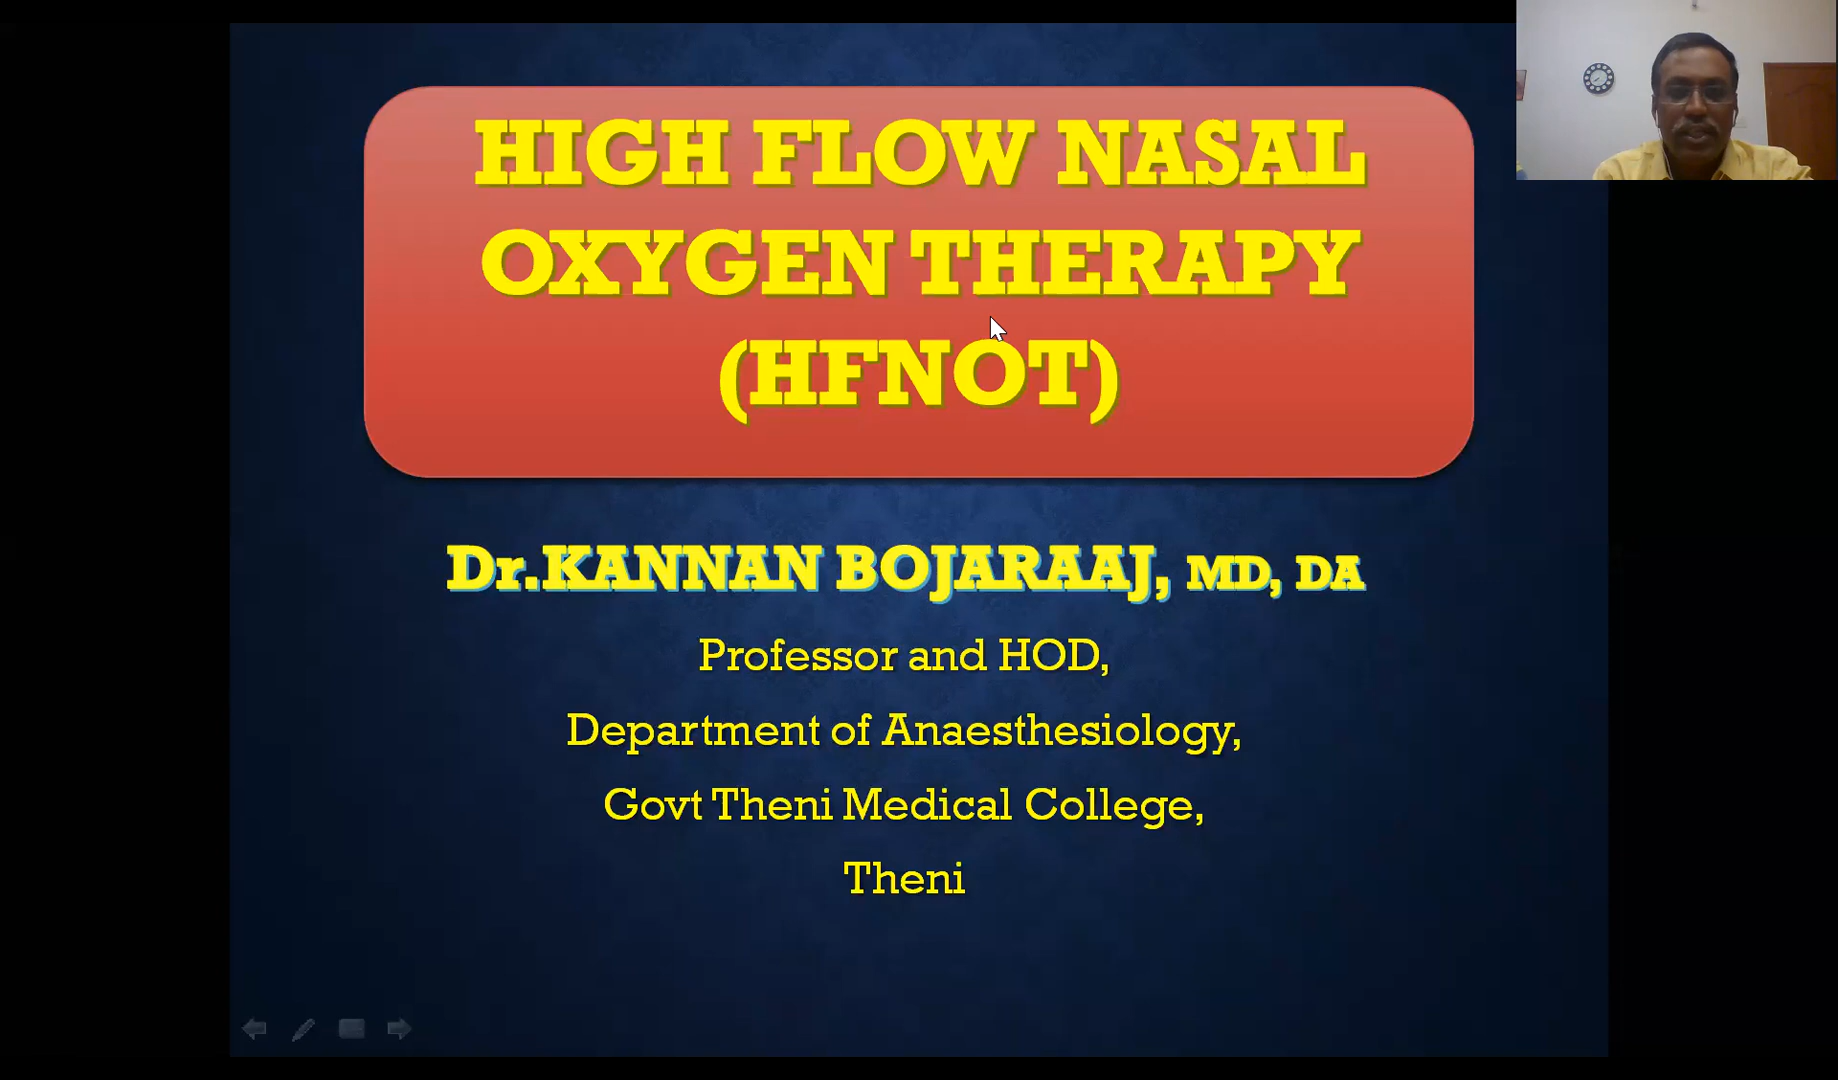 HIGH FLOW NASAL
OXYGEN THERAPY
(HFNOT)
Dr.KANNAN BOJARAAJ, MD, DA
Professor and HOD,
Department of Anaesthesiology,
Govt Theni Medical College,
Theni